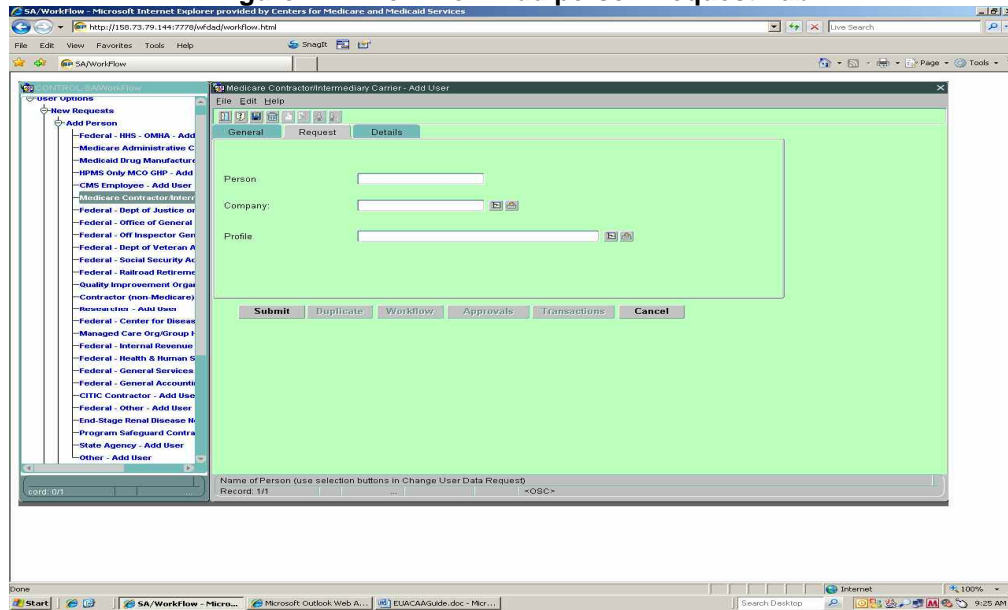 SA/WorkFlow - Microsoft Internet Explorer provided by Centers for Medicare and Medicaid Services
http://158.73.79.144:7778/wfdad/workflow.html
Live Search
File Edit View Favorites Tools Help
SnagIt
SA/WorkFlow
Page
Tools
CONTROL-SA/WorkFlow
User Options
New Requests
Add Person
Federal - HHS - OMHA - Add
Medicare Administrative C
Medicaid Drug Manufacture
HPMS Only MCO GHP - Add
CMS Employee - Add User
Medicare Contractor/Interr
Federal - Dept of Justice or
Federal - Office of General
Federal - Off Inspector Gen
Federal - Dept of Veteran A
Federal - Social Security Ac
Federal - Railroad Retireme
Quality Improvement Organ
Contractor (non-Medicare)
Researcher - Add User
Federal - Center for Diseas
Managed Care Org/Group H
Federal - Internal Revenue
Federal - Health & Human S
Federal - General Services
Federal - General Accounti
CITIC Contractor - Add Use
Federal - Other - Add User
End-Stage Renal Disease N
Program Safeguard Contra
State Agency - Add User
Other - Add User
cord: 0/1
...
Medicare Contractor/Intermediary Carrier - Add User
File Edit Help
General Request Details
Person
Company:
Profile
Submit Duplicate Workflow Approvals Transactions Cancel
Name of Person (use selection buttons in Change User Data Request)
Record: 1/1 ... <OSC>
Done
Internet
100%
Start
SA/WorkFlow - Micro...
Microsoft Outlook Web A...
EUACAAGuide.doc - Micr...
Search Desktop
9:25 AM